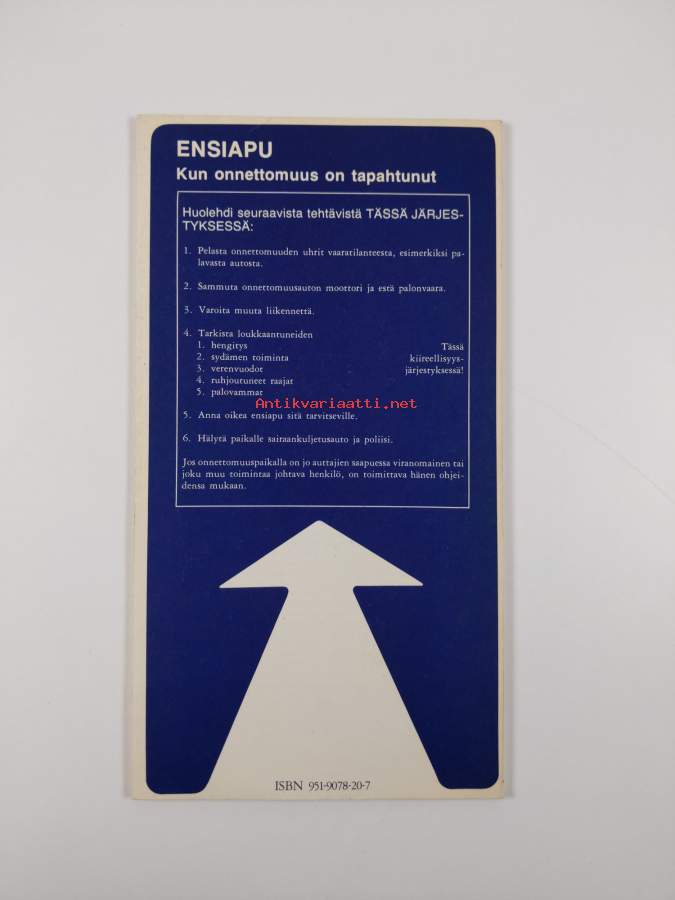 ENSIAPU
Kun onnettomuus on tapahtunut
Huolehdi seuraavista tehtävistä TÄSSÄ JÄRJES-
TYKSESSÄ:
1. Pelasta onnettomuuden uhrit vaaratilanteesta, esimerkiksi pa-
lavasta autosta.
2. Sammuta onnettomuusauton moottori ja estä palonvaara.
3. Varoita muuta liikennettä.
4. Tarkista loukkaantuneiden
1. hengitys Tässä
2. sydämen toiminta kiireellisyys-
3. verenvuodot järjestyksessä!
4. ruhjoutuneet raajat
5. palovammat
Antikvariaatti.net
5. Anna oikea ensiapu sitä tarvitseville.
6. Hälytä paikalle sairaankuljetusauto ja poliisi.
Jos onnettomuuspaikalla on jo auttajien saapuessa viranomainen tai
joku muu toimintaa johtava henkilö, on toimittava hänen ohjei-
densa mukaan.
ISBN 951-9078-20-7